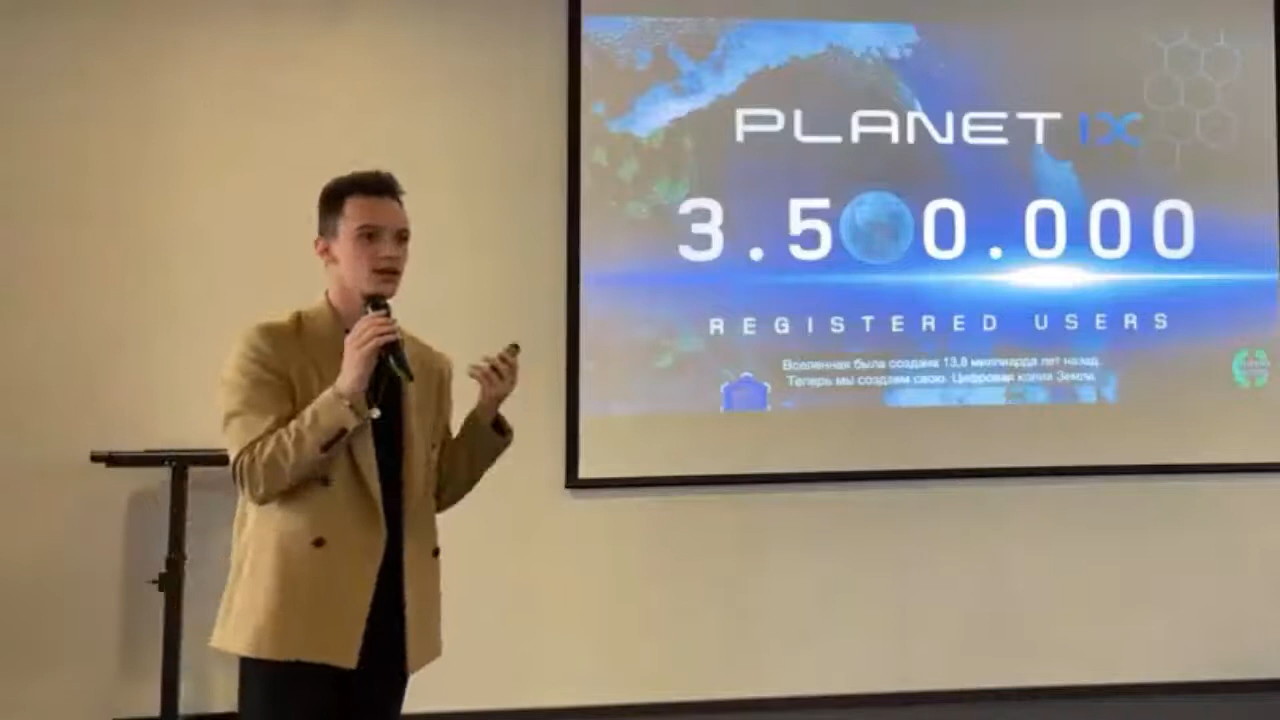 PLANET IX
3.500.000
REGISTERED USERS
Вселенная была создана 13,8 миллиарда лет назад.
Теперь мы создаем свою. Цифровая копия Земли.